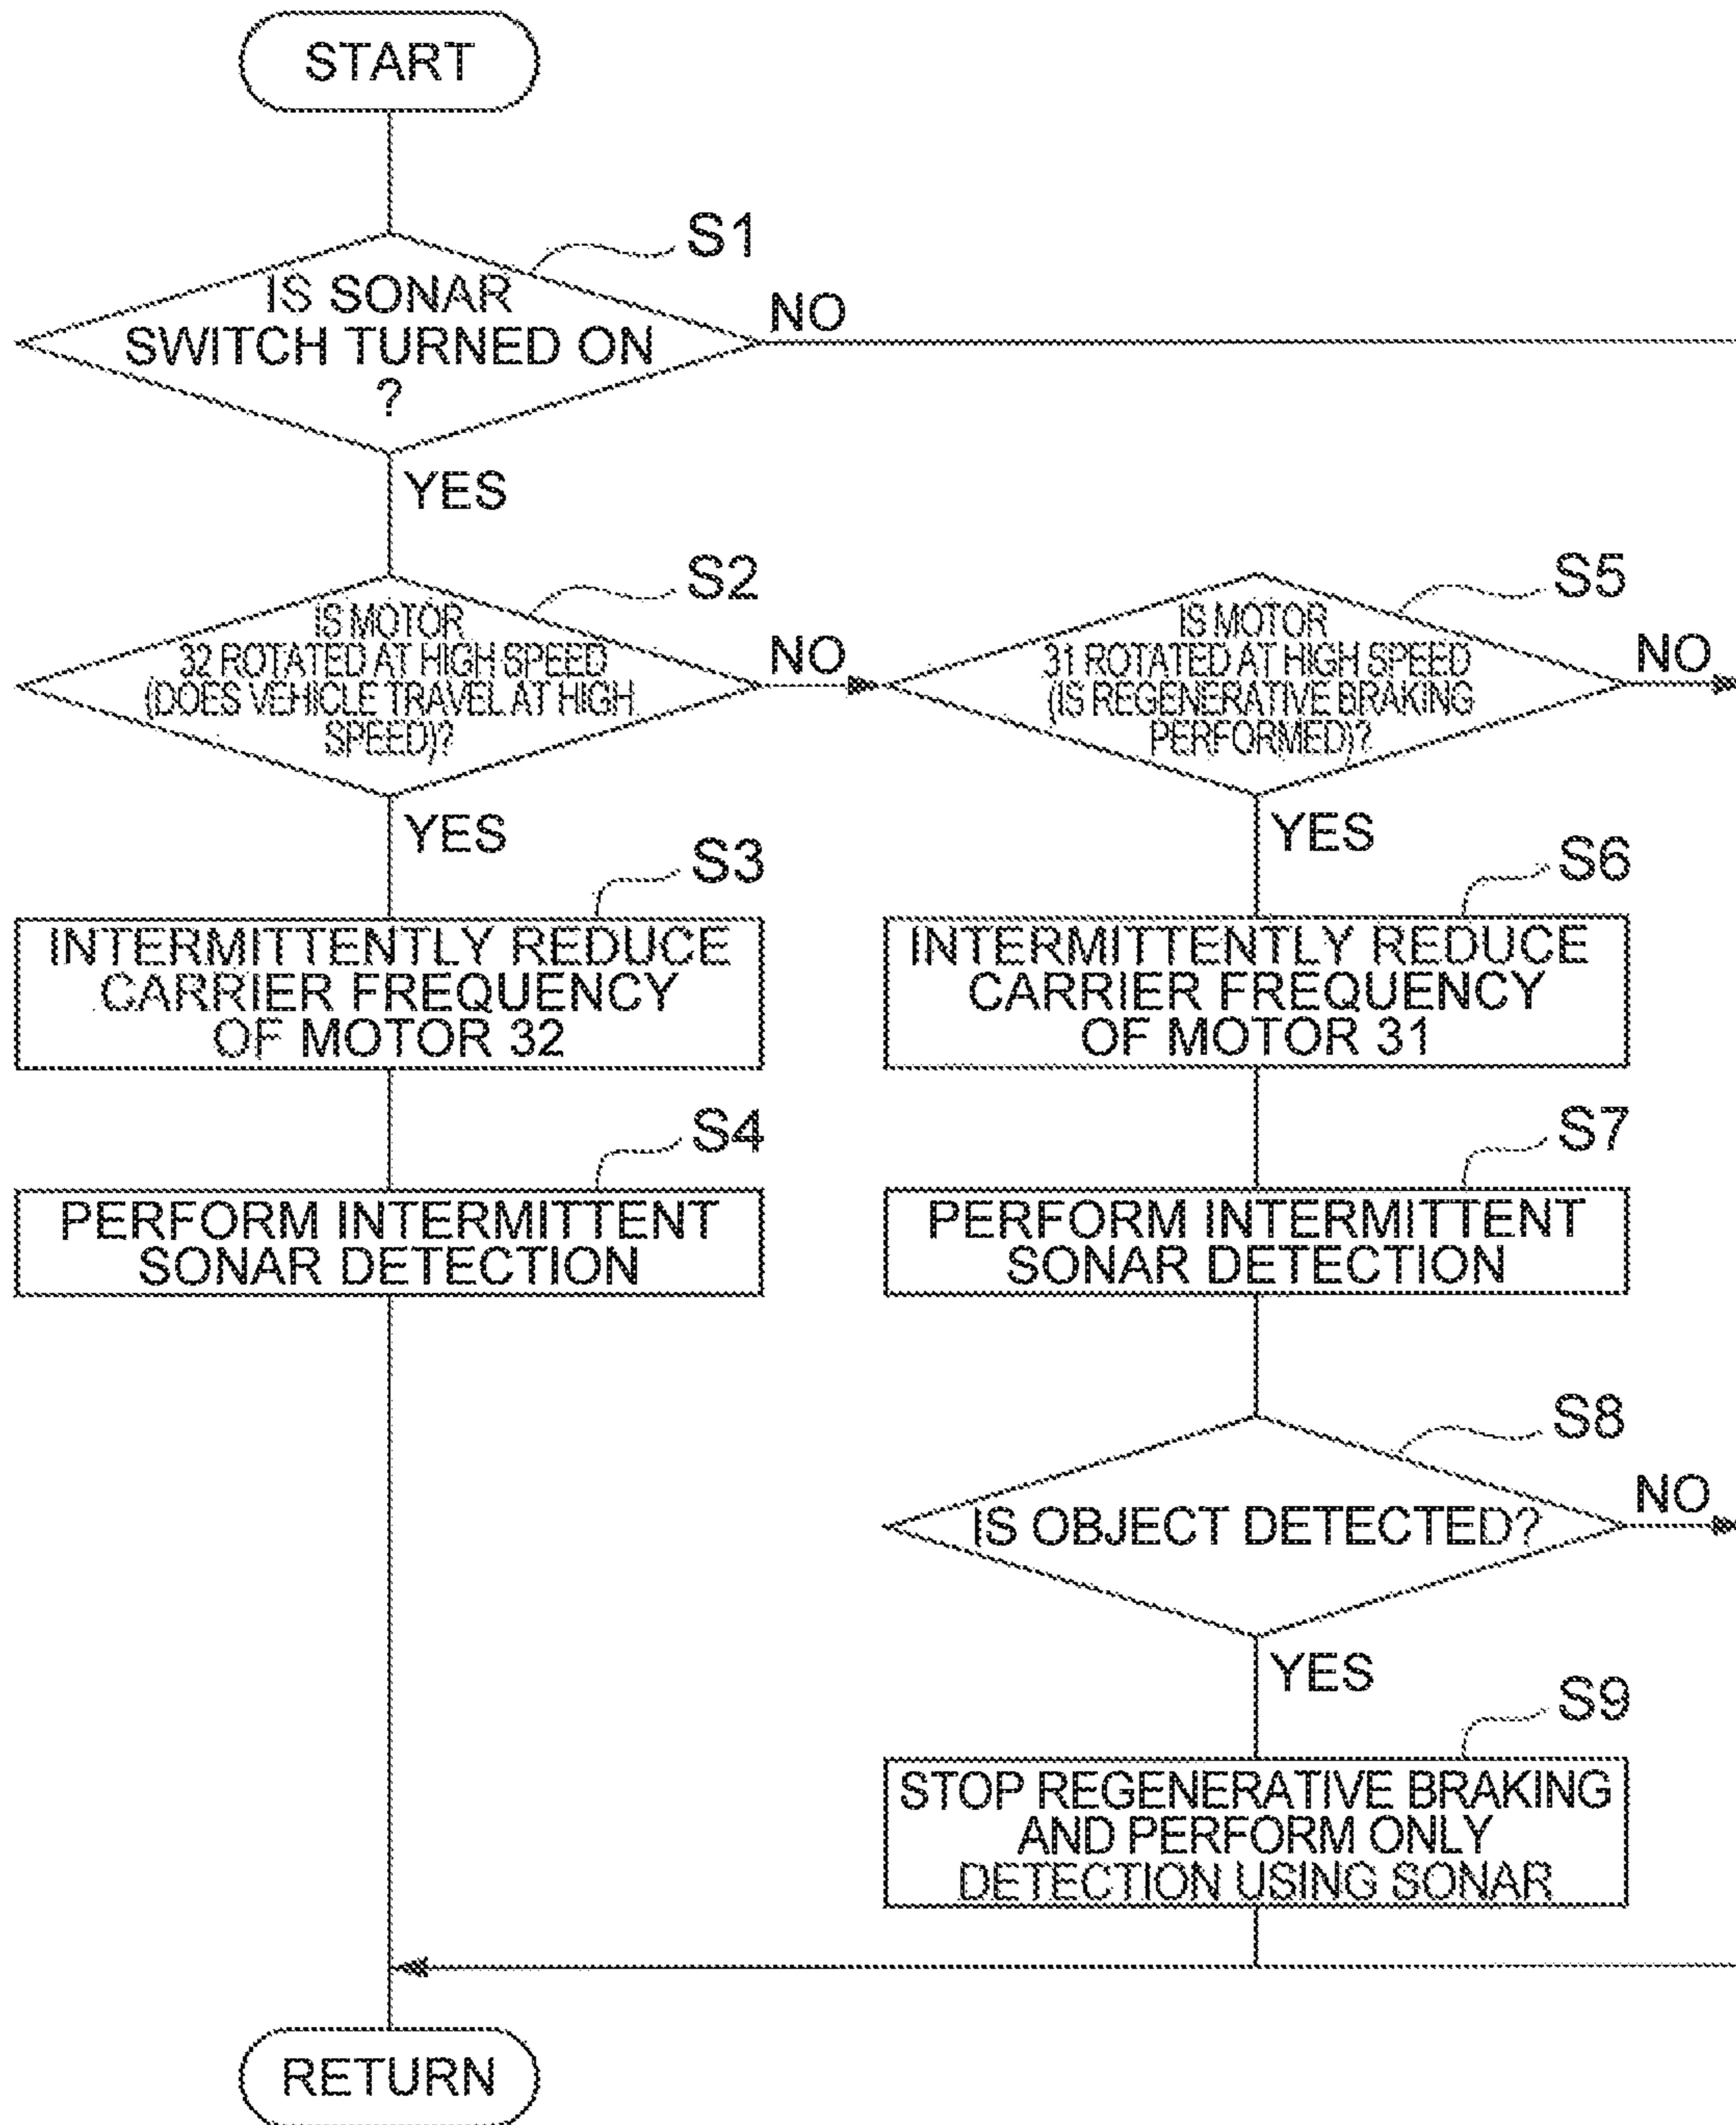 START
S1
IS SONAR
SWITCH TURNED ON
?
NO
YES
S2
IS MOTOR
32 ROTATED AT HIGH SPEED
(DOES VEHICLE TRAVEL AT HIGH
SPEED)?
NO
YES
S3
INTERMITTENTLY REDUCE
CARRIER FREQUENCY
OF MOTOR 32
S4
PERFORM INTERMITTENT
SONAR DETECTION
S5
IS MOTOR
31 ROTATED AT HIGH SPEED
(IS REGENERATIVE BRAKING
PERFORMED)?
NO
YES
S6
INTERMITTENTLY REDUCE
CARRIER FREQUENCY
OF MOTOR 31
S7
PERFORM INTERMITTENT
SONAR DETECTION
S8
IS OBJECT DETECTED?
NO
YES
S9
STOP REGENERATIVE BRAKING
AND PERFORM ONLY
DETECTION USING SONAR
RETURN